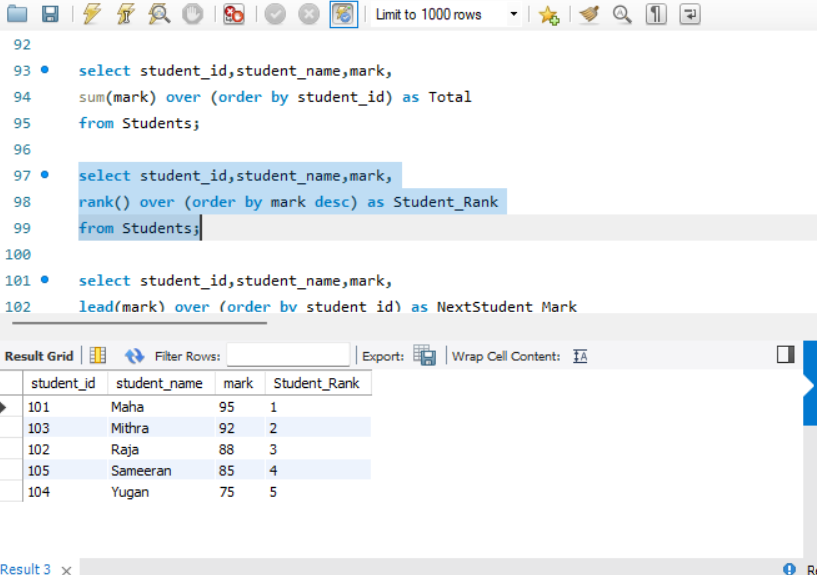 Limit to 1000 rows
92
93 select student_id,student_name,mark,
94 sum(mark) over (order by student_id) as Total
95 from Students;
96
97 select student_id,student_name,mark,
98 rank() over (order by mark desc) as Student_Rank
99 from Students;
100
101 select student_id,student_name,mark,
102 lead(mark) over (order by student_id) as NextStudent_Mark
Result Grid Filter Rows: Export: Wrap Cell Content: IA
student_id student_name mark Student_Rank
101 Maha 95 1
103 Mithra 92 2
102 Raja 88 3
105 Sameeran 85 4
104 Yugan 75 5
Result 3